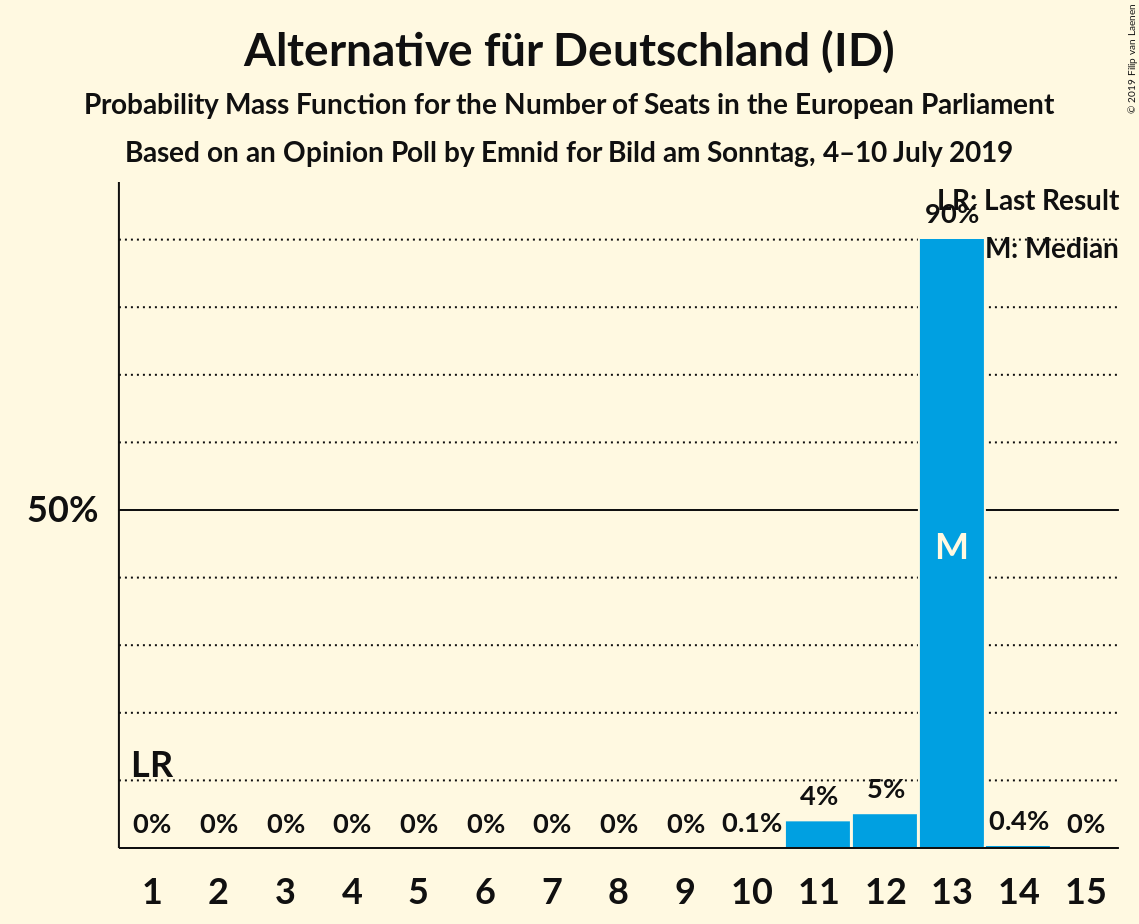 Alternative für Deutschland (ID)
Probability Mass Function for the Number of Seats in the European Parliament
Based on an Opinion Poll by Emnid for Bild am Sonntag, 4–10 July 2019
© 2019 Filip van Laenen
LR: Last Result
M: Median
90%
50%
M
LR
0% 0% 0% 0% 0% 0% 0% 0% 0% 0.1% 4% 5% 0.4% 0%
1 2 3 4 5 6 7 8 9 10 11 12 13 14 15